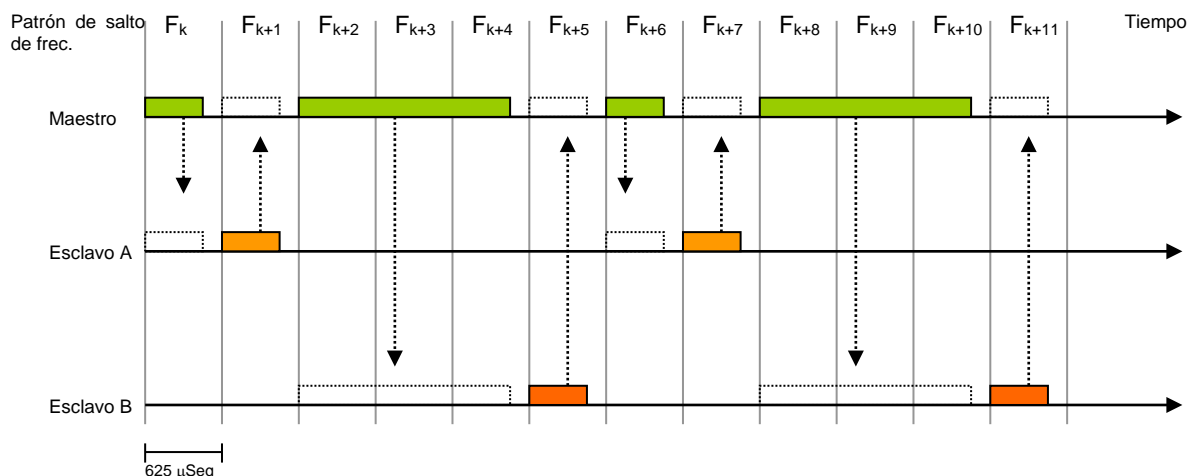 Patrón de salto de frec.
Fk Fk+1 Fk+2 Fk+3 Fk+4 Fk+5 Fk+6 Fk+7 Fk+8 Fk+9 Fk+10 Fk+11 Tiempo
Maestro
Esclavo A
Esclavo B
625 µSeg